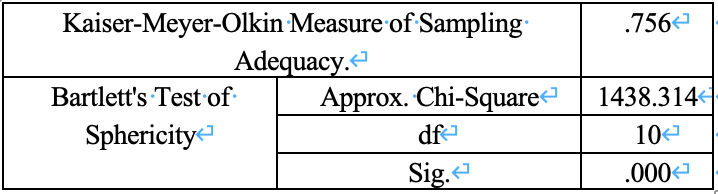 Kaiser-Meyer-Olkin Measure of Sampling
Adequacy.
.756
Bartlett's Test of
Sphericity
Approx. Chi-Square
1438.314
df
10
Sig.
.000